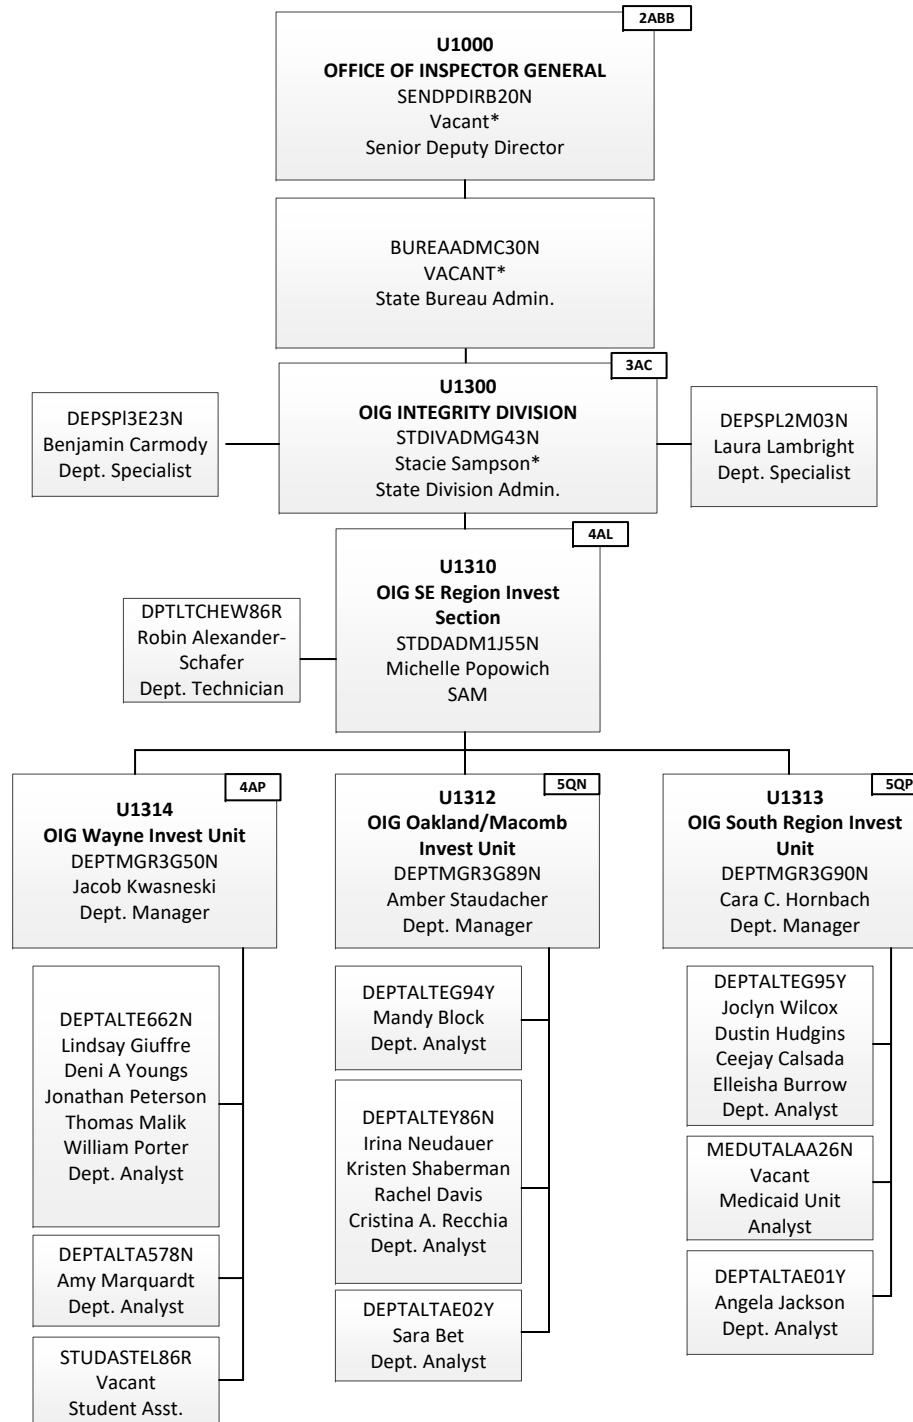 2ABB
U1000
OFFICE OF INSPECTOR GENERAL
SENDPDIRB20N
Vacant*
Senior Deputy Director
BUREAADMC30N
VACANT*
State Bureau Admin.
3AC
U1300
OIG INTEGRITY DIVISION
STDIVADMG43N
Stacie Sampson*
State Division Admin.
DEPSPl3E23N
Benjamin Carmody
Dept. Specialist
DEPSPL2M03N
Laura Lambright
Dept. Specialist
4AL
U1310
OIG SE Region Invest
Section
STDDADM1J55N
Michelle Popowich
SAM
DPTLTCHEW86R
Robin Alexander-
Schafer
Dept. Technician
4AP
U1314
OIG Wayne Invest Unit
DEPTMGR3G50N
Jacob Kwasneski
Dept. Manager
DEPTALTE662N
Lindsay Giuffre
Deni A Youngs
Jonathan Peterson
Thomas Malik
William Porter
Dept. Analyst
DEPTALTA578N
Amy Marquardt
Dept. Analyst
STUDASTEL86R
Vacant
Student Asst.
5QN
U1312
OIG Oakland/Macomb
Invest Unit
DEPTMGR3G89N
Amber Staudacher
Dept. Manager
DEPTALTEG94Y
Mandy Block
Dept. Analyst
DEPTALTEY86N
Irina Neudauer
Kristen Shaberman
Rachel Davis
Cristina A. Recchia
Dept. Analyst
DEPTALTAE02Y
Sara Bet
Dept. Analyst
5QP
U1313
OIG South Region Invest
Unit
DEPTMGR3G90N
Cara C. Hornbach
Dept. Manager
DEPTALTEG95Y
Joclyn Wilcox
Dustin Hudgins
Ceejay Calsada
Elleisha Burrow
Dept. Analyst
MEDUTALAA26N
Vacant
Medicaid Unit
Analyst
DEPTALTAE01Y
Angela Jackson
Dept. Analyst